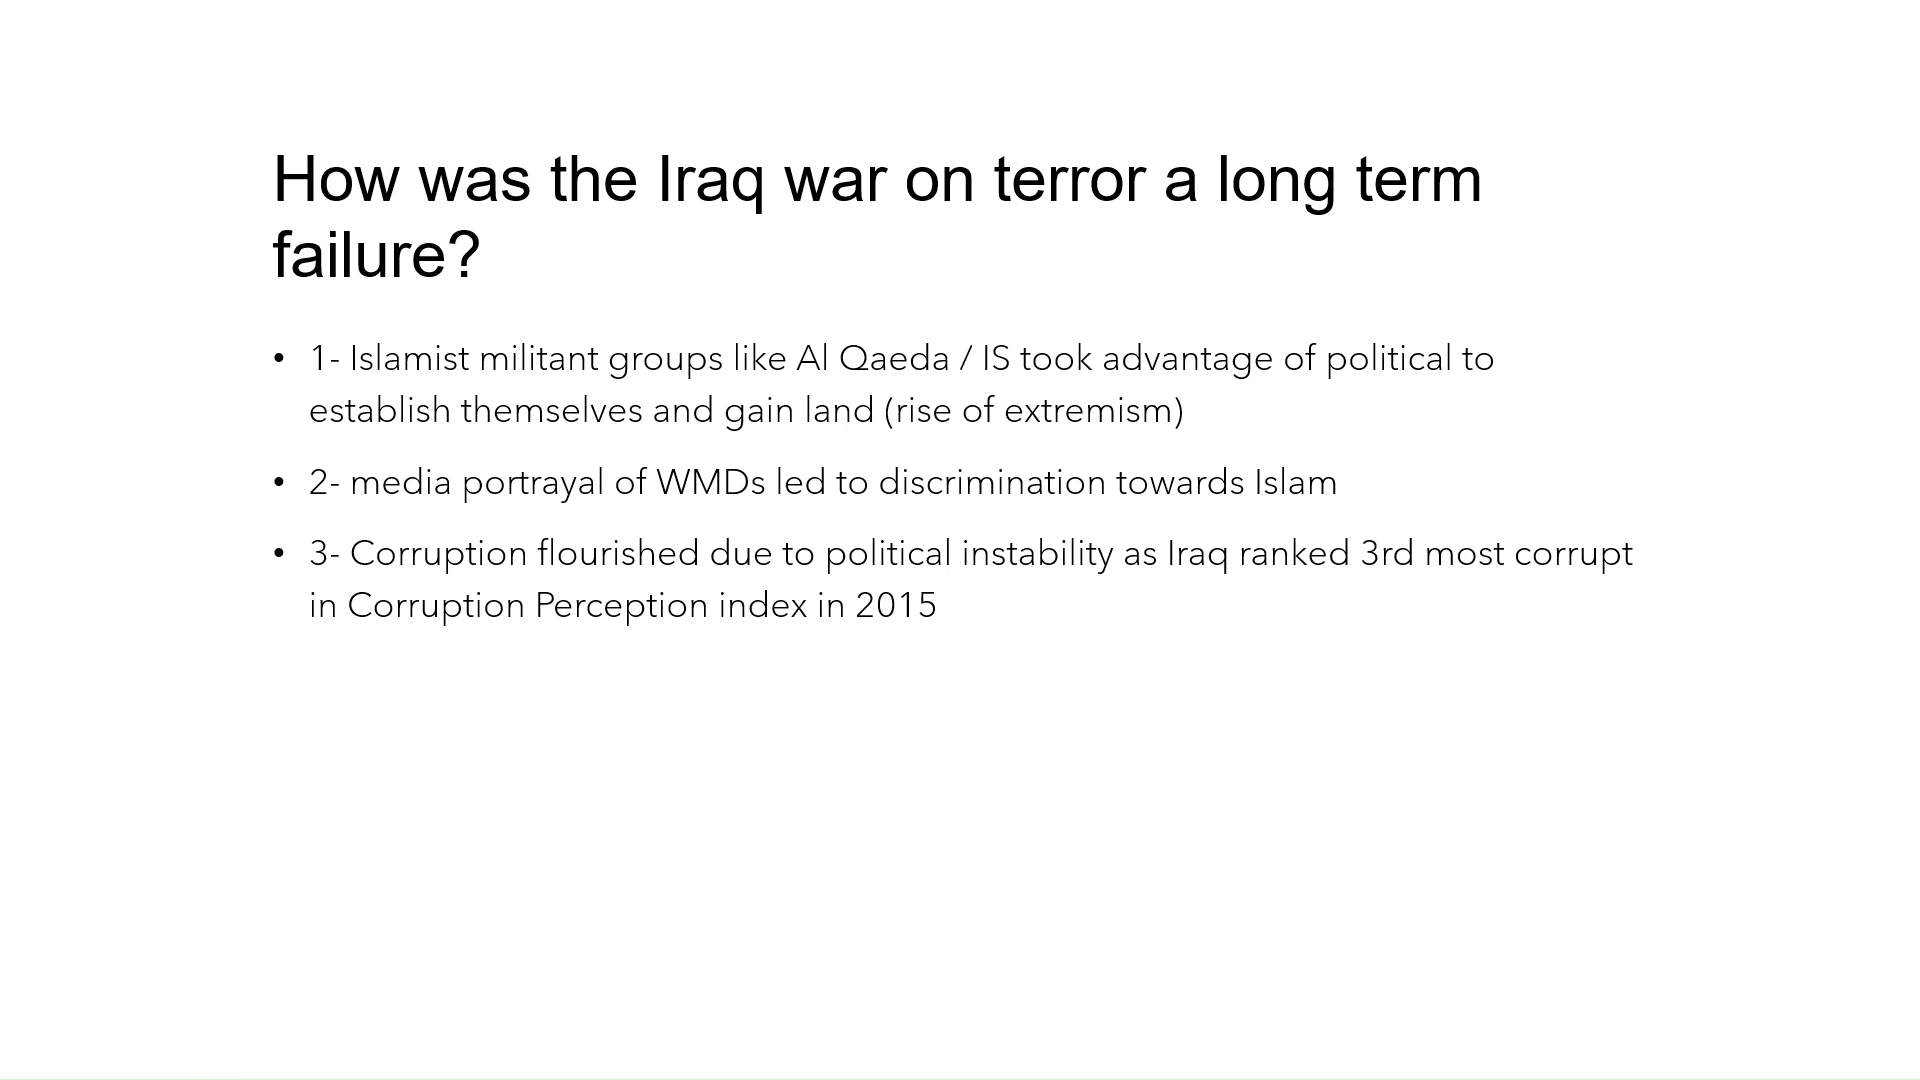 How was the Iraq war on terror a long term
failure?
• 1- Islamist militant groups like Al Qaeda / IS took advantage of political to
establish themselves and gain land (rise of extremism)
• 2- media portrayal of WMDs led to discrimination towards Islam
• 3- Corruption flourished due to political instability as Iraq ranked 3rd most corrupt
in Corruption Perception index in 2015